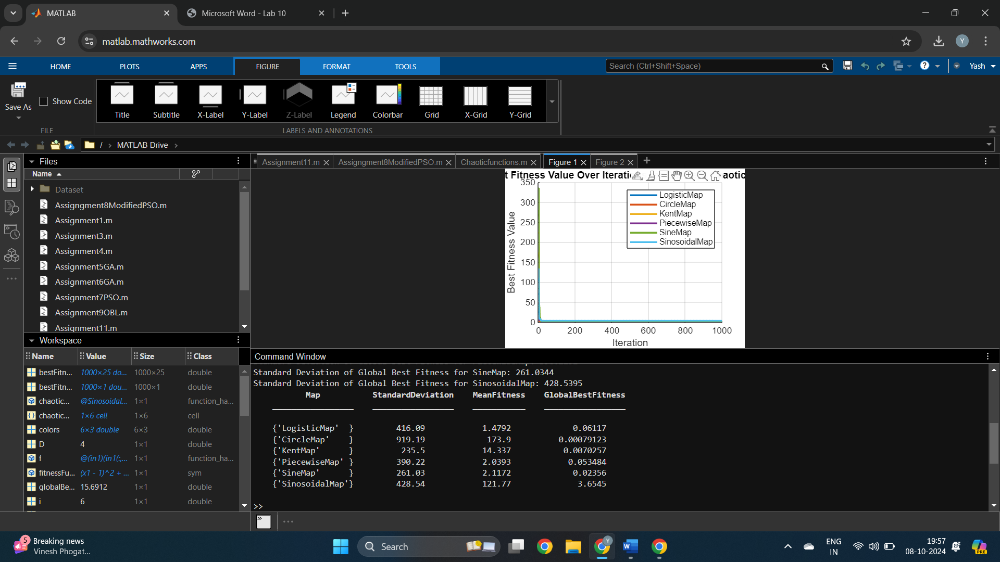 MATLAB
Microsoft Word - Lab 10
matlab.mathworks.com
Y
HOME
PLOTS
APPS
FIGURE
FORMAT
TOOLS
Search (Ctrl+Shift+Space)
Yash
Save As
Show Code
Title
Subtitle
X-Label
Y-Label
Z-Label
Legend
Colorbar
Grid
X-Grid
Y-Grid
FILE
LABELS AND ANNOTATIONS
/ > MATLAB Drive >
Files
Name
Dataset
Assigngment8ModifiedPSO.m
Assignment1.m
Assignment3.m
Assignment4.m
Assignment5GA.m
Assignment6GA.m
Assignment7PSO.m
Assignment9OBL.m
Assignment11.m
Assignment11.m
Assigngment8ModifiedPSO.m
Chaoticfunctions.m
Figure 1
Figure 2
t Fitness Value Over Iterati
aotic
Best Fitness Value
350
300
250
200
150
100
50
0
0 200 400 600 800 1000
Iteration
LogisticMap
CircleMap
KentMap
PiecewiseMap
SineMap
SinosoidalMap
Workspace
Name Value Size Class
bestFitn... 1000×25 do... 1000×25 double
bestFitn... 1000×1 dou... 1000×1 double
chaotic... @Sinosoidal... 1×1 function_ha...
chaotic... 1×6 cell 1×6 cell
colors 6×3 double 6×3 double
D 4 1×1 double
f @(in1)(in1(:,... 1×1 function_ha...
fitnessFu... (x1 - 1)^2 + ... 1×1 sym
globalBe... 15.6912 1×1 double
i 6 1×1 double
Command Window
Standard Deviation of Global Best Fitness for SineMap: 261.0344
Standard Deviation of Global Best Fitness for SinosoidalMap: 428.5395
Map StandardDeviation MeanFitness GlobalBestFitness
{'LogisticMap' } 416.09 1.4792 0.06117
{'CircleMap' } 919.19 173.9 0.00079123
{'KentMap' } 235.5 14.337 0.0070257
{'PiecewiseMap' } 390.22 2.0393 0.053484
{'SineMap' } 261.03 2.1172 0.02356
{'SinosoidalMap'} 428.54 121.77 3.6545
>>
5
Breaking news
Vinesh Phogat...
Search
Y
ENG
IN
19:57
08-10-2024
PRE